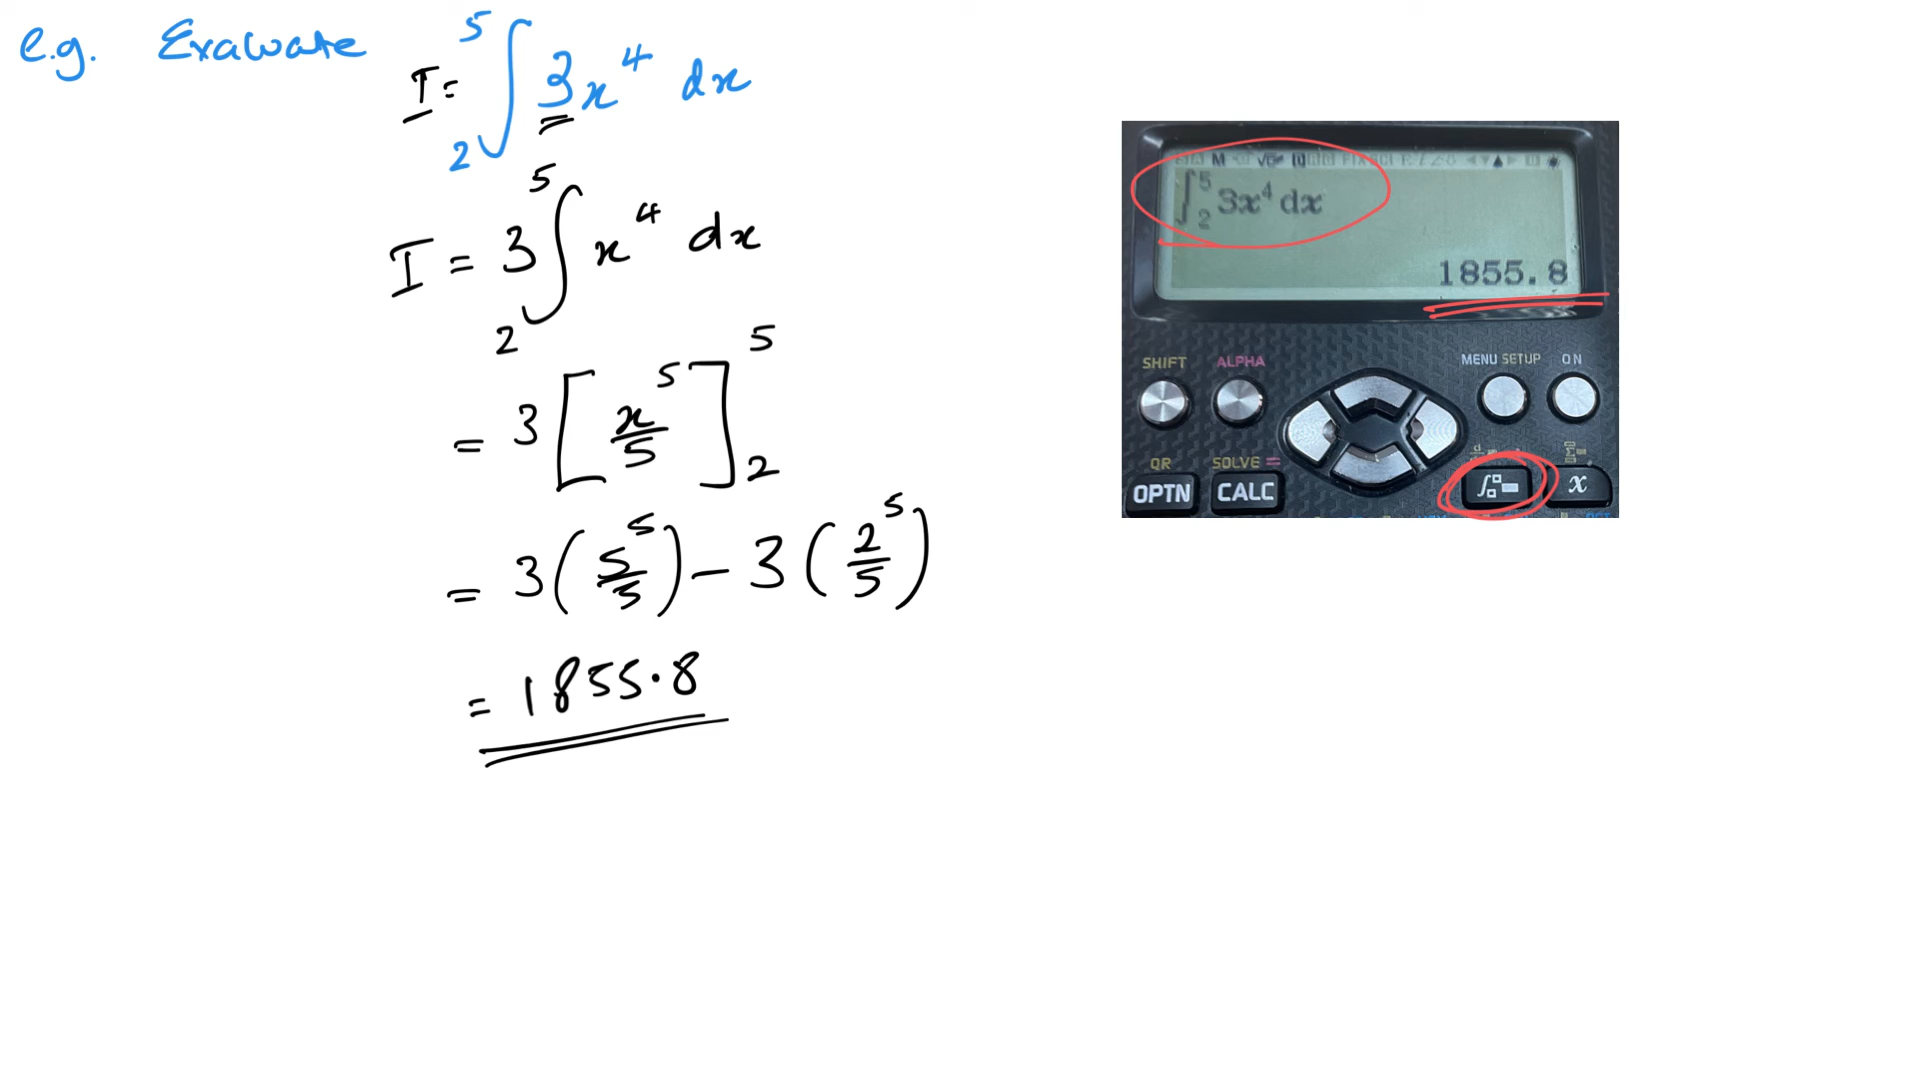 e.g. Evaluate I = ∫₂⁵ 3x⁴ dx
I = 3 ∫₂⁵ x⁴ dx
= 3 [x⁵/5]₂⁵
= 3 (5⁵/5) - 3 (2⁵/5)
= 1855.8
∫₂⁵ 3x⁴ dx
1855.8
SHIFT ALPHA MENU SETUP ON
QR SOLVE =
OPTN CALC x